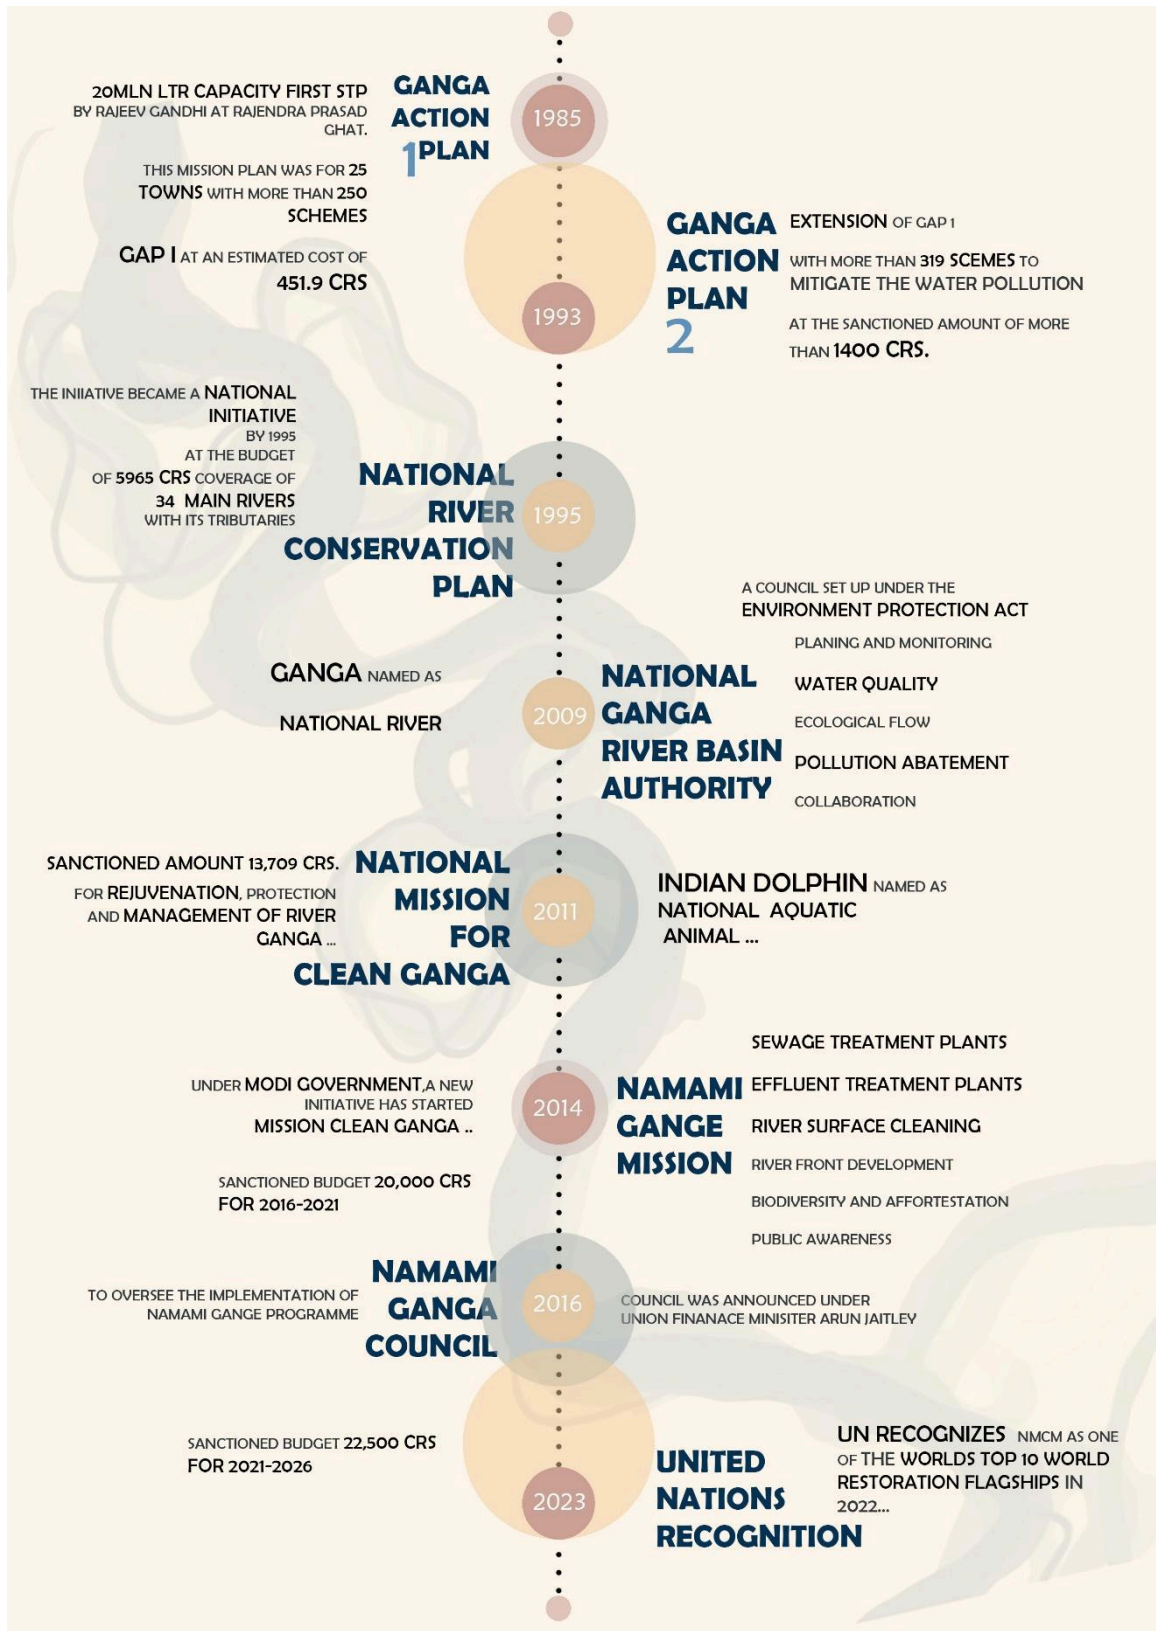 20MLN LTR CAPACITY FIRST STP
BY RAJEEV GANDHI AT RAJENDRA PRASAD
GHAT.
THIS MISSION PLAN WAS FOR 25
TOWNS WITH MORE THAN 250
SCHEMES
GAP I AT AN ESTIMATED COST OF
451.9 CRS
GANGA
ACTION
1 PLAN
1985
GANGA
ACTION
PLAN
2
EXTENSION OF GAP 1
WITH MORE THAN 319 SCEMES TO
MITIGATE THE WATER POLLUTION
AT THE SANCTIONED AMOUNT OF MORE
THAN 1400 CRS.
1993
THE INIIATIVE BECAME A NATIONAL
INITIATIVE
BY 1995
AT THE BUDGET
OF 5965 CRS COVERAGE OF
34 MAIN RIVERS
WITH ITS TRIBUTARIES
NATIONAL
RIVER
CONSERVATION
PLAN
1995
A COUNCIL SET UP UNDER THE
ENVIRONMENT PROTECTION ACT
PLANING AND MONITORING
WATER QUALITY
ECOLOGICAL FLOW
POLLUTION ABATEMENT
COLLABORATION
GANGA NAMED AS
NATIONAL RIVER
2009
NATIONAL
GANGA
RIVER BASIN
AUTHORITY
SANCTIONED AMOUNT 13,709 CRS.
FOR REJUVENATION, PROTECTION
AND MANAGEMENT OF RIVER
GANGA ...
NATIONAL
MISSION
FOR
CLEAN GANGA
2011
INDIAN DOLPHIN NAMED AS
NATIONAL AQUATIC
ANIMAL ...
UNDER MODI GOVERNMENT,A NEW
INITIATIVE HAS STARTED
MISSION CLEAN GANGA ..
SANCTIONED BUDGET 20,000 CRS
FOR 2016-2021
2014
NAMAMI
GANGE
MISSION
SEWAGE TREATMENT PLANTS
EFFLUENT TREATMENT PLANTS
RIVER SURFACE CLEANING
RIVER FRONT DEVELOPMENT
BIODIVERSITY AND AFFORTESTATION
PUBLIC AWARENESS
TO OVERSEE THE IMPLEMENTATION OF
NAMAMI GANGE PROGRAMME
NAMAMI
GANGA
COUNCIL
2016
COUNCIL WAS ANNOUNCED UNDER
UNION FINANACE MINISITER ARUN JAITLEY
SANCTIONED BUDGET 22,500 CRS
FOR 2021-2026
2023
UNITED
NATIONS
RECOGNITION
UN RECOGNIZES NMCM AS ONE
OF THE WORLDS TOP 10 WORLD
RESTORATION FLAGSHIPS IN
2022...